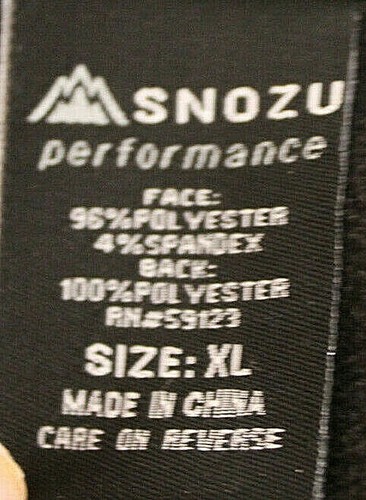 SNOZU
performance
FACE:
96%POLYESTER
4%SPANDEX
BACK:
100%POLYESTER
RN#59123
SIZE: XL
MADE IN CHINA
CARE ON REVERSE